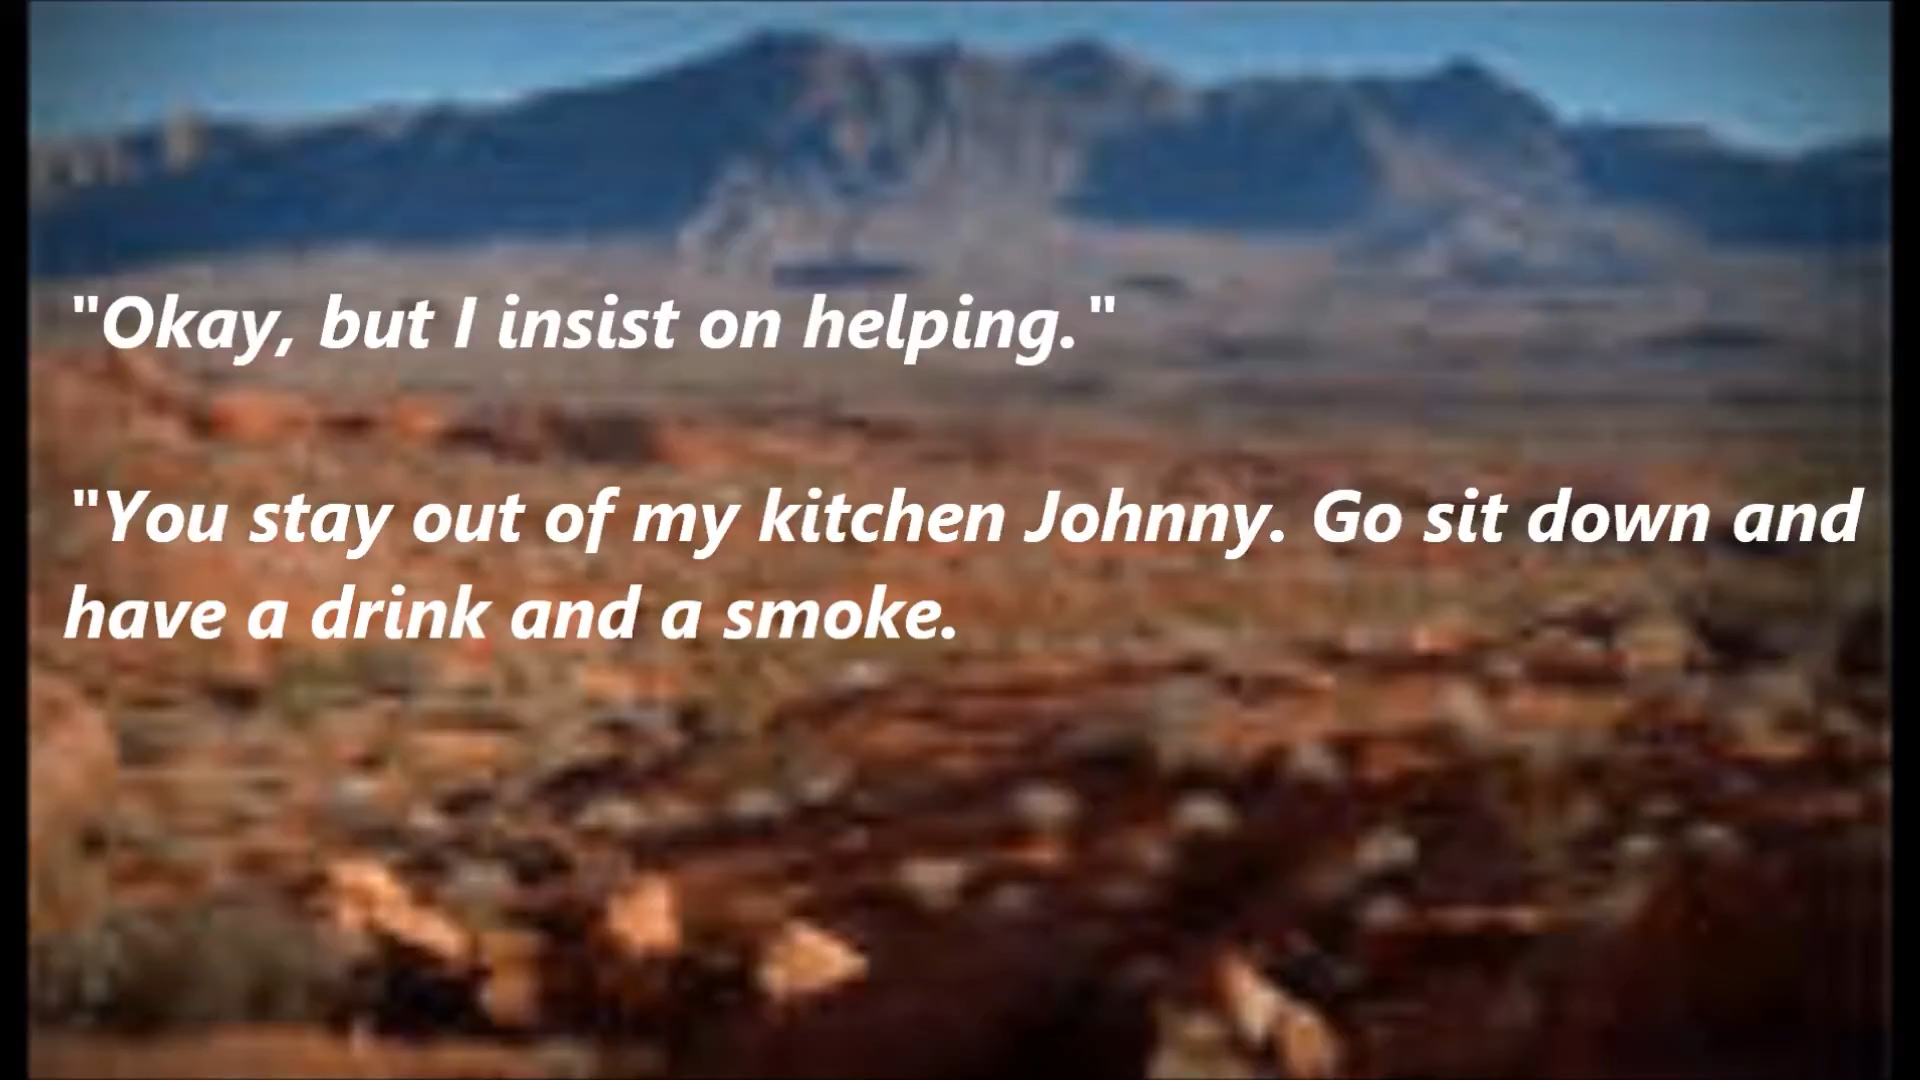 "Okay, but I insist on helping."
"You stay out of my kitchen Johnny. Go sit down and
have a drink and a smoke.